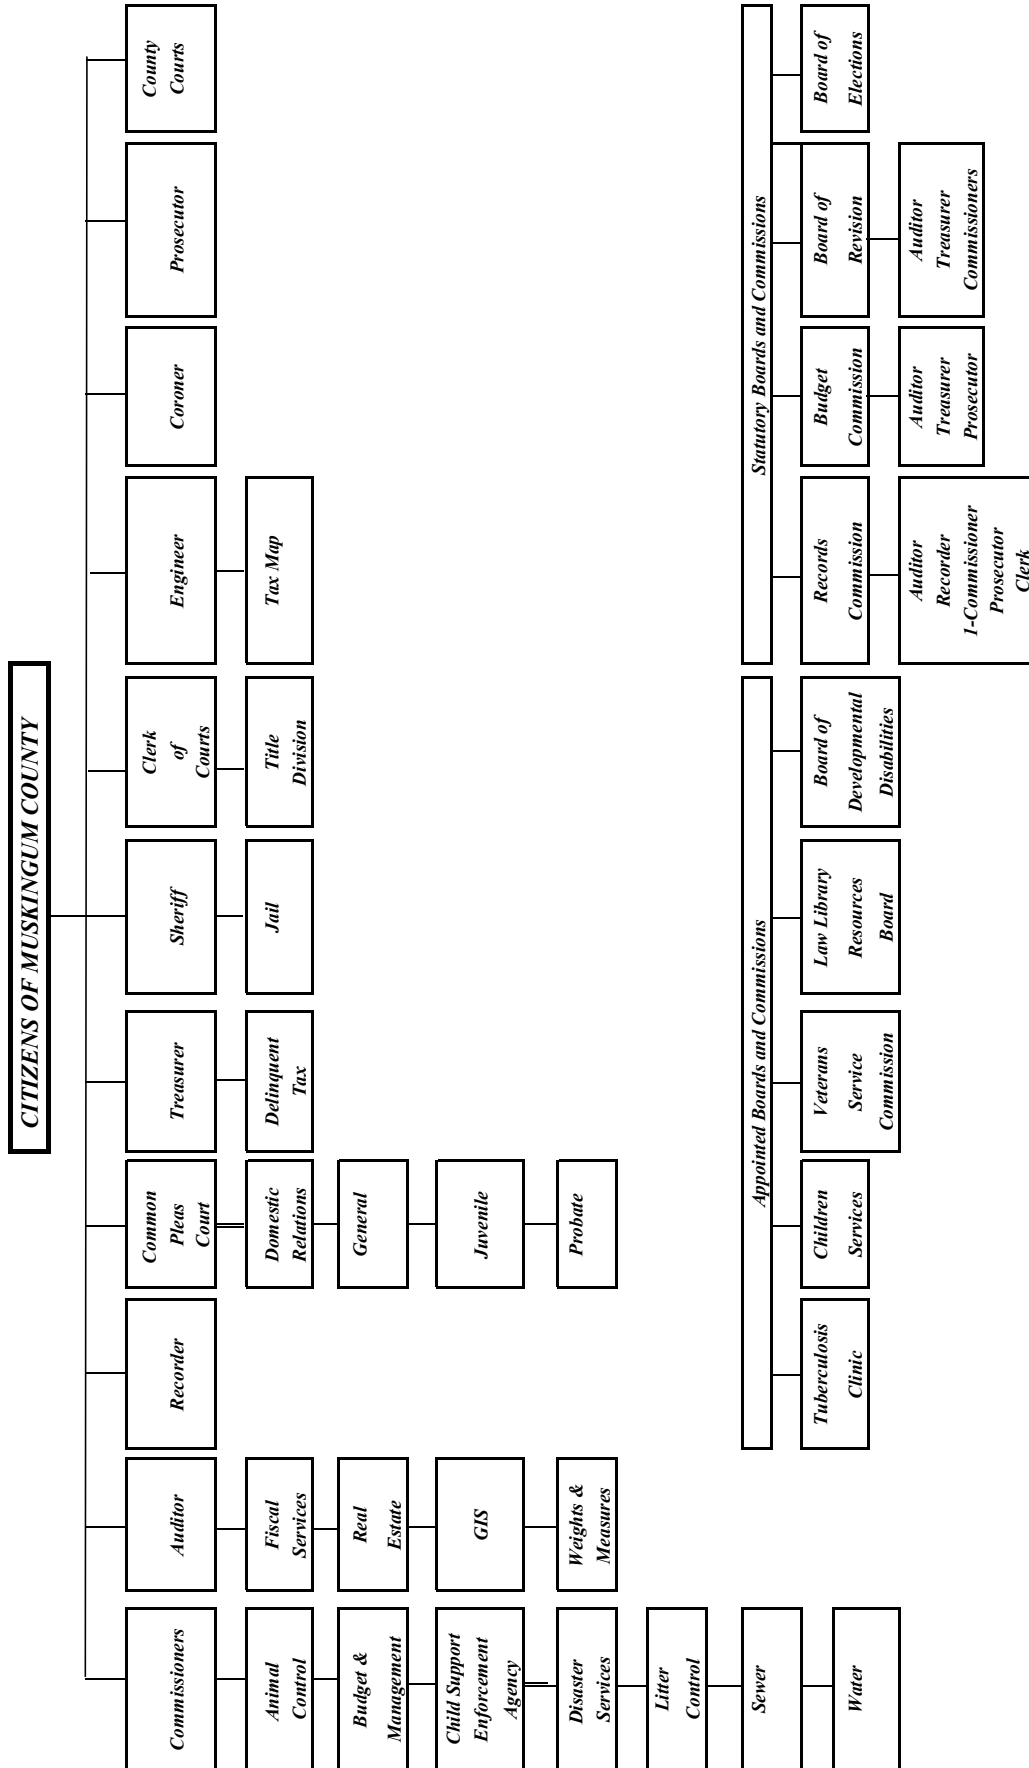 CITIZENS OF MUSKINGUM COUNTY
Commissioners
Auditor
Recorder
Common
Pleas
Court
Treasurer
Sheriff
Clerk
of
Courts
Engineer
Coroner
Prosecutor
County
Courts
Animal
Control
Fiscal
Services
Domestic
Relations
Delinquent
Tax
Jail
Title
Division
Tax Map
Budget &
Management
Real
Estate
General
Child Support
Enforcement
Agency
GIS
Juvenile
Disaster
Services
Weights &
Measures
Probate
Litter
Control
Sewer
Water
Appointed Boards and Commissions
Tuberculosis
Clinic
Children
Services
Veterans
Service
Commission
Law Library
Resources
Board
Board of
Developmental
Disabilities
Statutory Boards and Commissions
Records
Commission
Budget
Commission
Board of
Revision
Board of
Elections
Auditor
Recorder
1-Commissioner
Prosecutor
Clerk
Auditor
Treasurer
Prosecutor
Auditor
Treasurer
Commissioners